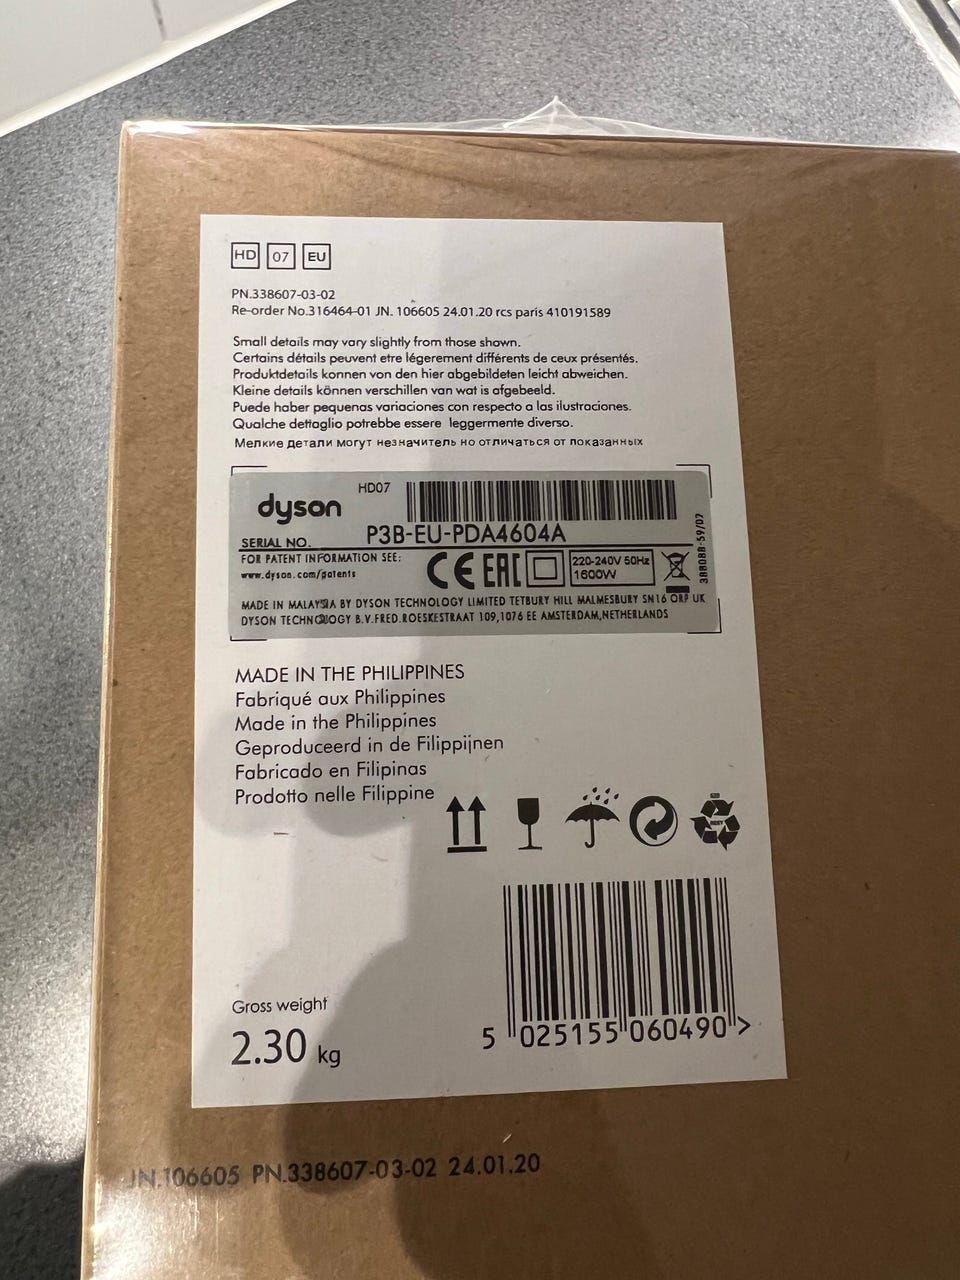 HD 07 EU
PN.338607-03-02
Re-order No.316464-01 JN. 106605 24.01.20 rcs paris 410191589
Small details may vary slightly from those shown.
Certains détails peuvent etre légerement différents de ceux présentés.
Produktdetails konnen von den hier abgebildeten leicht abweichen.
Kleine details können verschillen van wat is afgebeeld.
Puede haber pequenas variaciones con respecto a las ilustraciones.
Qualche dettaglio potrebbe essere leggermente diverso.
Мелкие детали могут незначитель но отличаться от показанных
dyson HD07
SERIAL NO. P3B-EU-PDA4604A
FOR PATENT INFORMATION SEE:
www.dyson.com/patents
CE EAC
220-240V 50Hz
1600W
388088-59/07
MADE IN MALAYSIA BY DYSON TECHNOLOGY LIMITED TETBURY HILL MALMESBURY SN16 ORP UK
DYSON TECHNOLOGY B.V.FRED.ROESKESTRAAT 109,1076 EE AMSTERDAM,NETHERLANDS
MADE IN THE PHILIPPINES
Fabriqué aux Philippines
Made in the Philippines
Geproduceerd in de Filippijnen
Fabricado en Filipinas
Prodotto nelle Filippine
Gross weight
2.30 kg
5 025155 060490 >
JN.106605 PN.338607-03-02 24.01.20